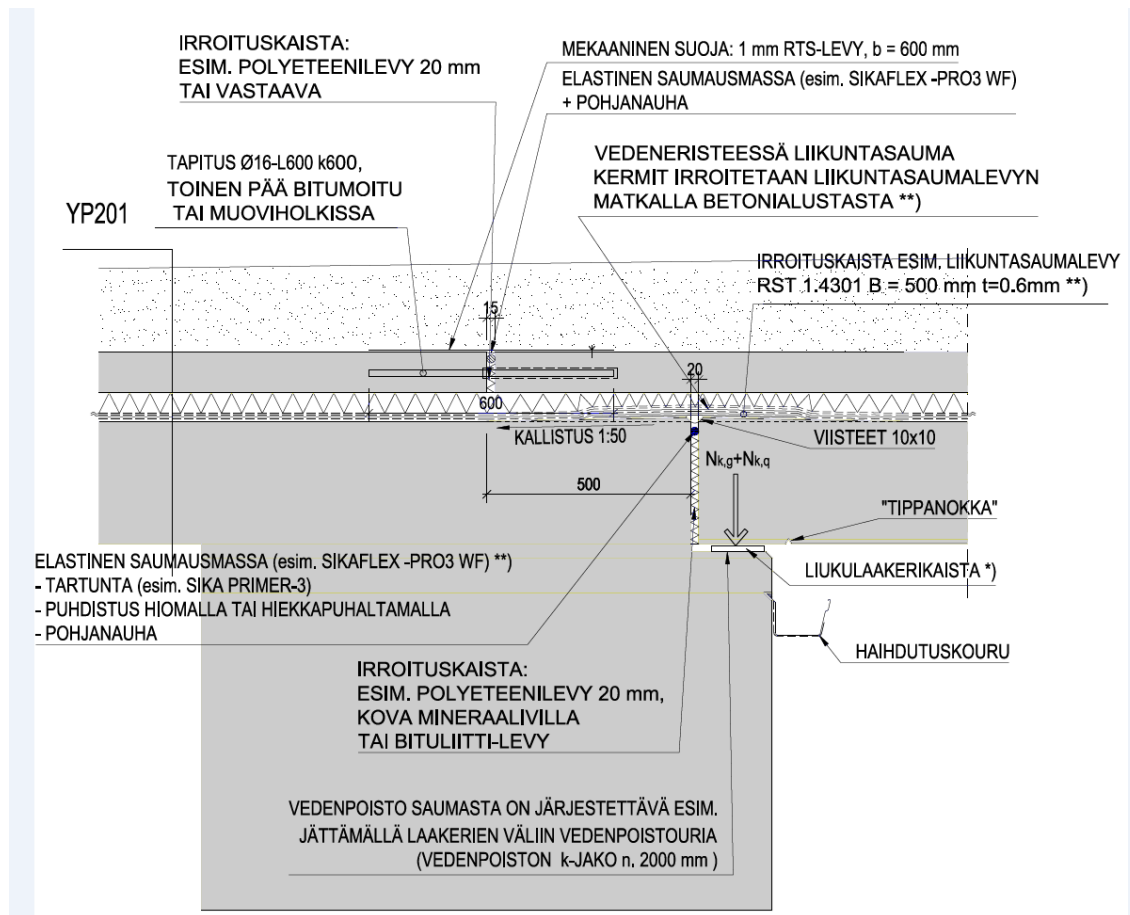 IRROITUSKAISTA:
ESIM. POLYETEENILEVY 20 mm
TAI VASTAAVA
MEKAANINEN SUOJA: 1 mm RTS-LEVY, b = 600 mm
ELASTINEN SAUMAUSMASSA (esim. SIKAFLEX -PRO3 WF)
+ POHJANAUHA
TAPITUS Ø16-L600 k600,
TOINEN PÄÄ BITUMOITU
TAI MUOVIHOLKISSA
VEDENERISTEESSÄ LIIKUNTASAUMA
KERMIT IRROITETAAN LIIKUNTASAUMALEVYN
MATKALLA BETONIALUSTASTA **)
YP201
IRROITUSKAISTA ESIM. LIIKUNTASAUMALEVY
RST 1.4301 B = 500 mm t=0.6mm **)
15
20
600
KALLISTUS 1:50
VIISTEET 10x10
Nk,g+Nk,q
500
"TIPPANOKKA"
ELASTINEN SAUMAUSMASSA (esim. SIKAFLEX -PRO3 WF) **)
- TARTUNTA (esim. SIKA PRIMER-3)
- PUHDISTUS HIOMALLA TAI HIEKKAPUHALTAMALLA
- POHJANAUHA
LIUKULAAKERIKAISTA *)
HAIHDUTUSKOURU
IRROITUSKAISTA:
ESIM. POLYETEENILEVY 20 mm,
KOVA MINERAALIVILLA
TAI BITULIITTI-LEVY
VEDENPOISTO SAUMASTA ON JÄRJESTETTÄVÄ ESIM.
JÄTTÄMÄLLÄ LAAKERIEN VÄLIIN VEDENPOISTOURIA
(VEDENPOISTON k-JAKO n. 2000 mm )